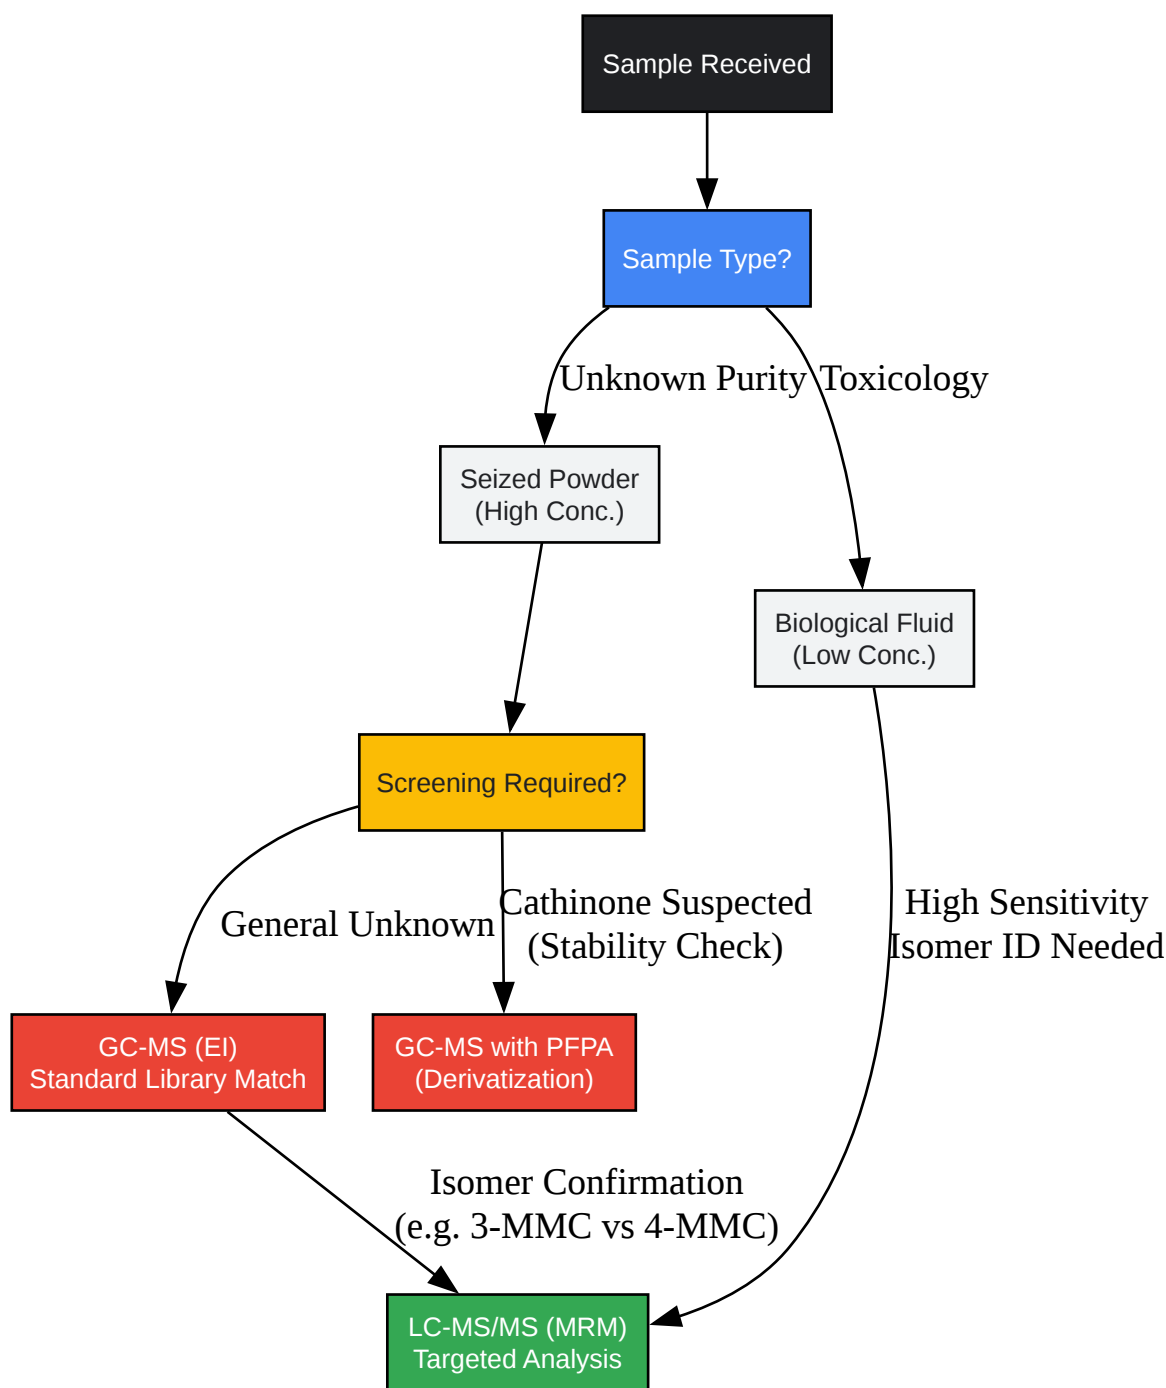 Sample Received
Sample Type?
Unknown Purity
Toxicology
Seized Powder
(High Conc.)
Biological Fluid
(Low Conc.)
Screening Required?
General Unknown
Cathinone Suspected
(Stability Check)
High Sensitivity
Isomer ID Needed
GC-MS (EI)
Standard Library Match
GC-MS with PFPA
(Derivatization)
Isomer Confirmation
(e.g. 3-MMC vs 4-MMC)
LC-MS/MS (MRM)
Targeted Analysis